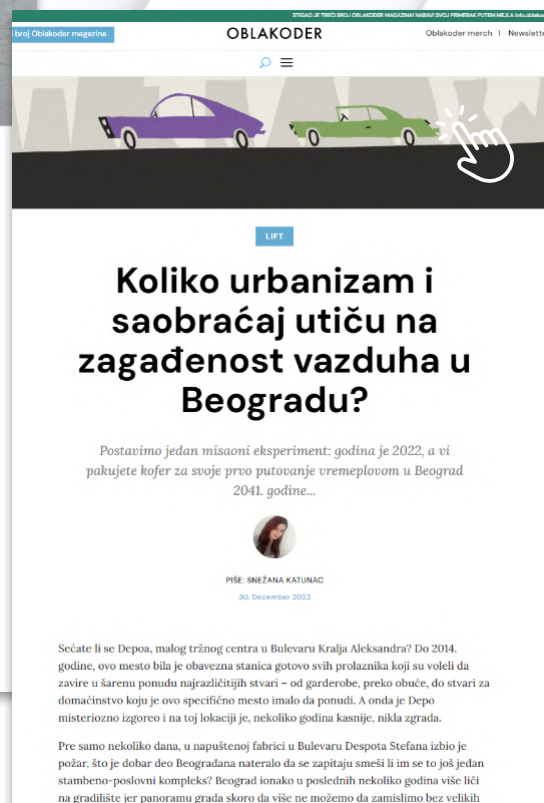 STIGAO JE TREĆI BROJ OBLAKODER MAGAZINA! NABAVI SVOJ PRIMERAK PUTEM MEJLA
broj Oblakoder magazine
OBLAKODER
Oblakoder merch | Newslette
LIFT
Koliko urbanizam i
saobraćaj utiču na
zagađenost vazduha u
Beogradu?
Postavimo jedan misaoni eksperiment: godina je 2022, a vi
pakujete kofer za svoje prvo putovanje vremeplovom u Beograd
2041. godine...
PIŠE: SNEŽANA KATUNAC
30. December 2022
Sećate li se Depoa, malog tržnog centra u Bulevaru Kralja Aleksandra? Do 2014.
godine, ovo mesto bila je obavezna stanica gotovo svih prolaznika koji su voleli da
zavire u šarenu ponudu najrazličitijih stvari – od garderobe, preko obuće, do stvari za
domaćinstvo koju je ovo specifično mesto imalo da ponudi. A onda je Depo
misteriozno izgoreo i na toj lokaciji je, nekoliko godina kasnije, nikla zgrada.
Pre samo nekoliko dana, u napuštenoj fabrici u Bulevaru Despota Stefana izbio je
požar, što je dobar deo Beograđana nateralo da se zapitaju smeši li im se to još jedan
stambeno-poslovni kompleks? Beograd ionako u poslednjih nekoliko godina više liči
na gradilište jer panoramu grada skoro da više ne možemo da zamislimo bez velikih